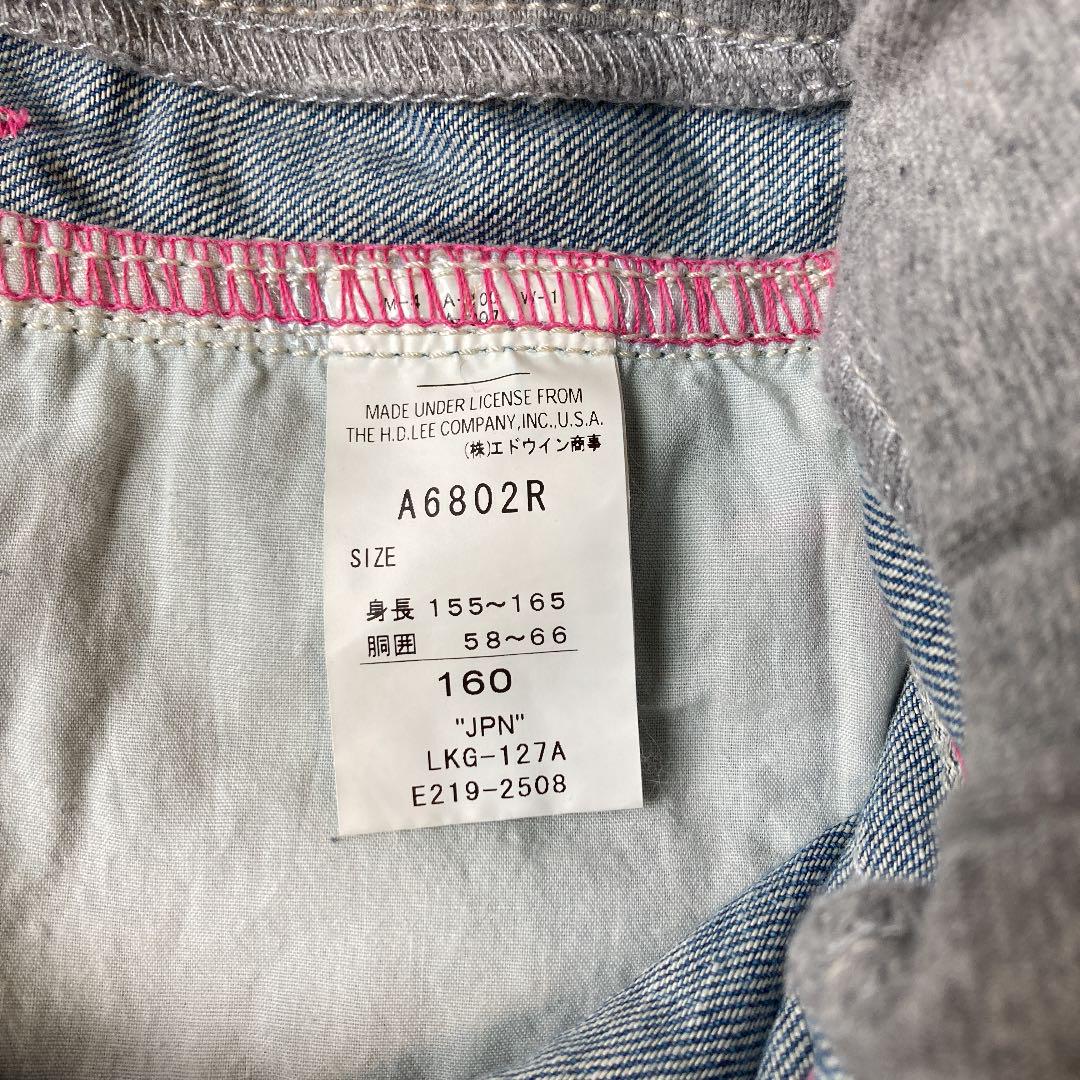 MADE UNDER LICENSE FROM
THE H.D.LEE COMPANY,INC.,U.S.A.
(株)エドウイン商事
A6802R
SIZE
身長 155～165
胴囲 58～66
160
"JPN"
LKG-127A
E219-2508